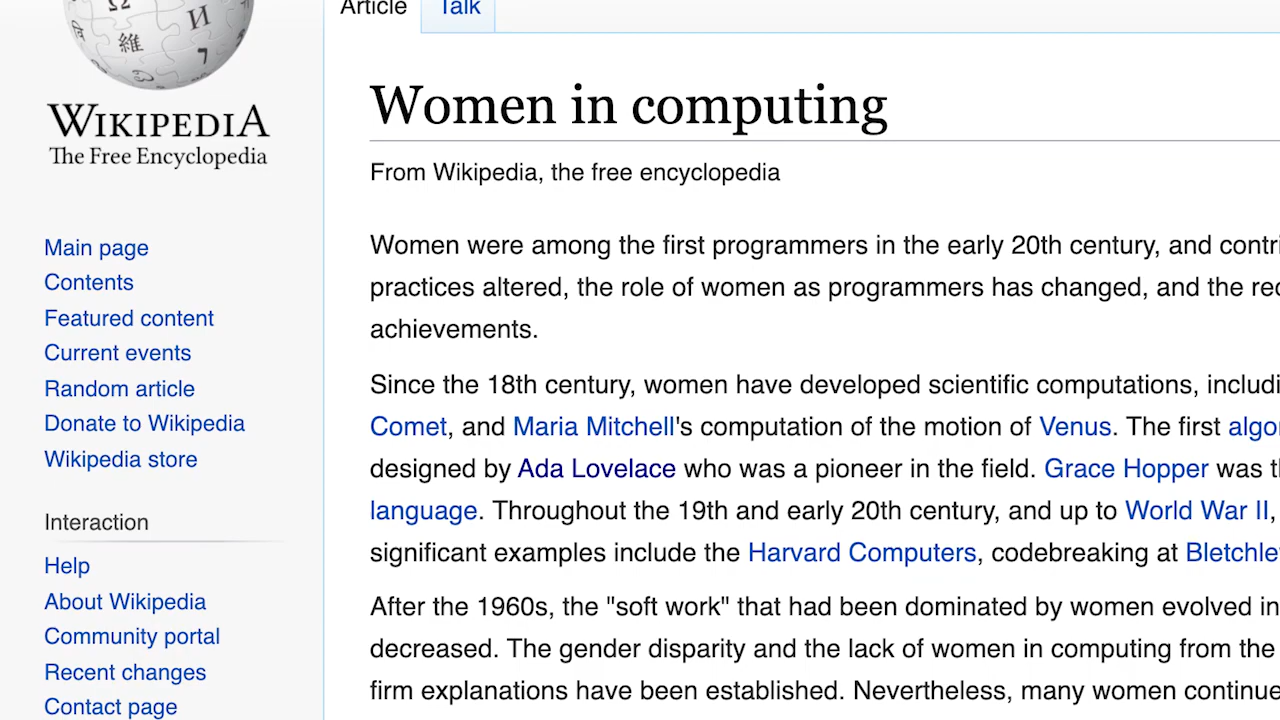 Article Talk
WIKIPEDIA
The Free Encyclopedia
Main page
Contents
Featured content
Current events
Random article
Donate to Wikipedia
Wikipedia store
Interaction
Help
About Wikipedia
Community portal
Recent changes
Contact page
Women in computing
From Wikipedia, the free encyclopedia
Women were among the first programmers in the early 20th century, and
practices altered, the role of women as programmers has changed, and the
achievements.
Since the 18th century, women have developed scientific computations,
Comet, and Maria Mitchell's computation of the motion of Venus. The first
designed by Ada Lovelace who was a pioneer in the field. Grace Hopper was
language. Throughout the 19th and early 20th century, and up to World War II,
significant examples include the Harvard Computers, codebreaking at
After the 1960s, the "soft work" that had been dominated by women evolved
decreased. The gender disparity and the lack of women in computing from the
firm explanations have been established. Nevertheless, many women